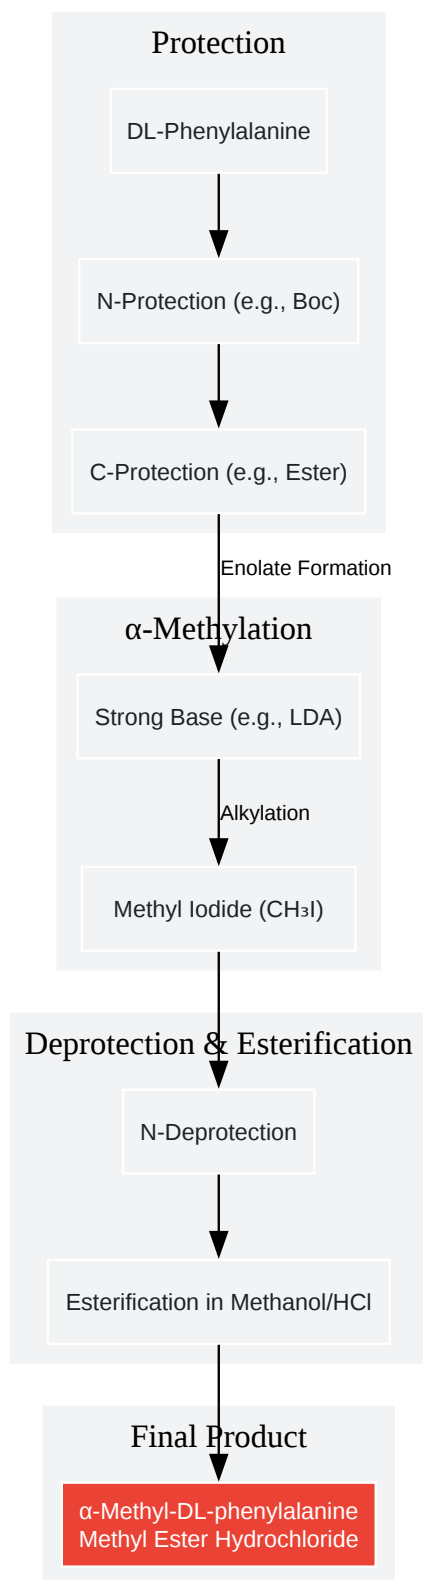 Protection
DL-Phenylalanine
N-Protection (e.g., Boc)
C-Protection (e.g., Ester)
Enolate Formation
α-Methylation
Strong Base (e.g., LDA)
Alkylation
Methyl Iodide (CH₃I)
Deprotection & Esterification
N-Deprotection
Esterification in Methanol/HCl
Final Product
α-Methyl-DL-phenylalanine
Methyl Ester Hydrochloride